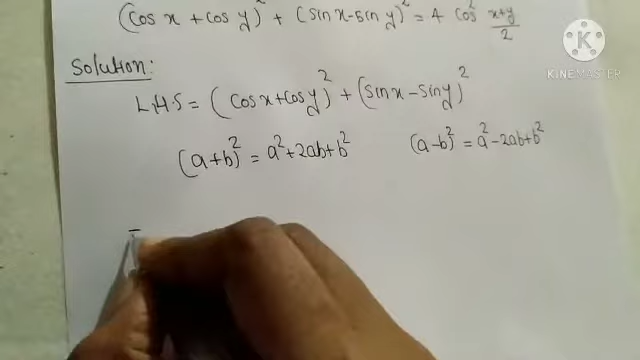 (cos x + cos y)² + (sin x - sin y)² = 4 cos² x+y/2
Solution:
L.H.S = (cos x + cos y)² + (sin x - sin y)²
(a+b)² = a² + 2ab + b² (a-b)² = a² - 2ab + b²
KINEMASTER